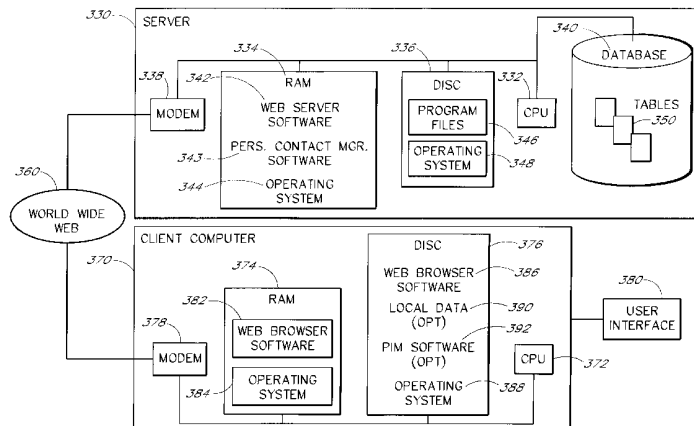 330
SERVER
340
DATABASE
334
336
338
332
RAM
342
WEB SERVER
SOFTWARE
343
PERS. CONTACT MGR.
SOFTWARE
344
OPERATING
SYSTEM
MODEM
DISC
PROGRAM
FILES
346
OPERATING
SYSTEM
348
CPU
TABLES
350
360
WORLD WIDE
WEB
370
CLIENT COMPUTER
374
RAM
382
WEB BROWSER
SOFTWARE
384
OPERATING
SYSTEM
378
MODEM
DISC
376
WEB BROWSER
SOFTWARE
386
LOCAL DATA
(OPT)
390
PIM SOFTWARE
(OPT)
392
OPERATING
SYSTEM
388
CPU
372
380
USER
INTERFACE